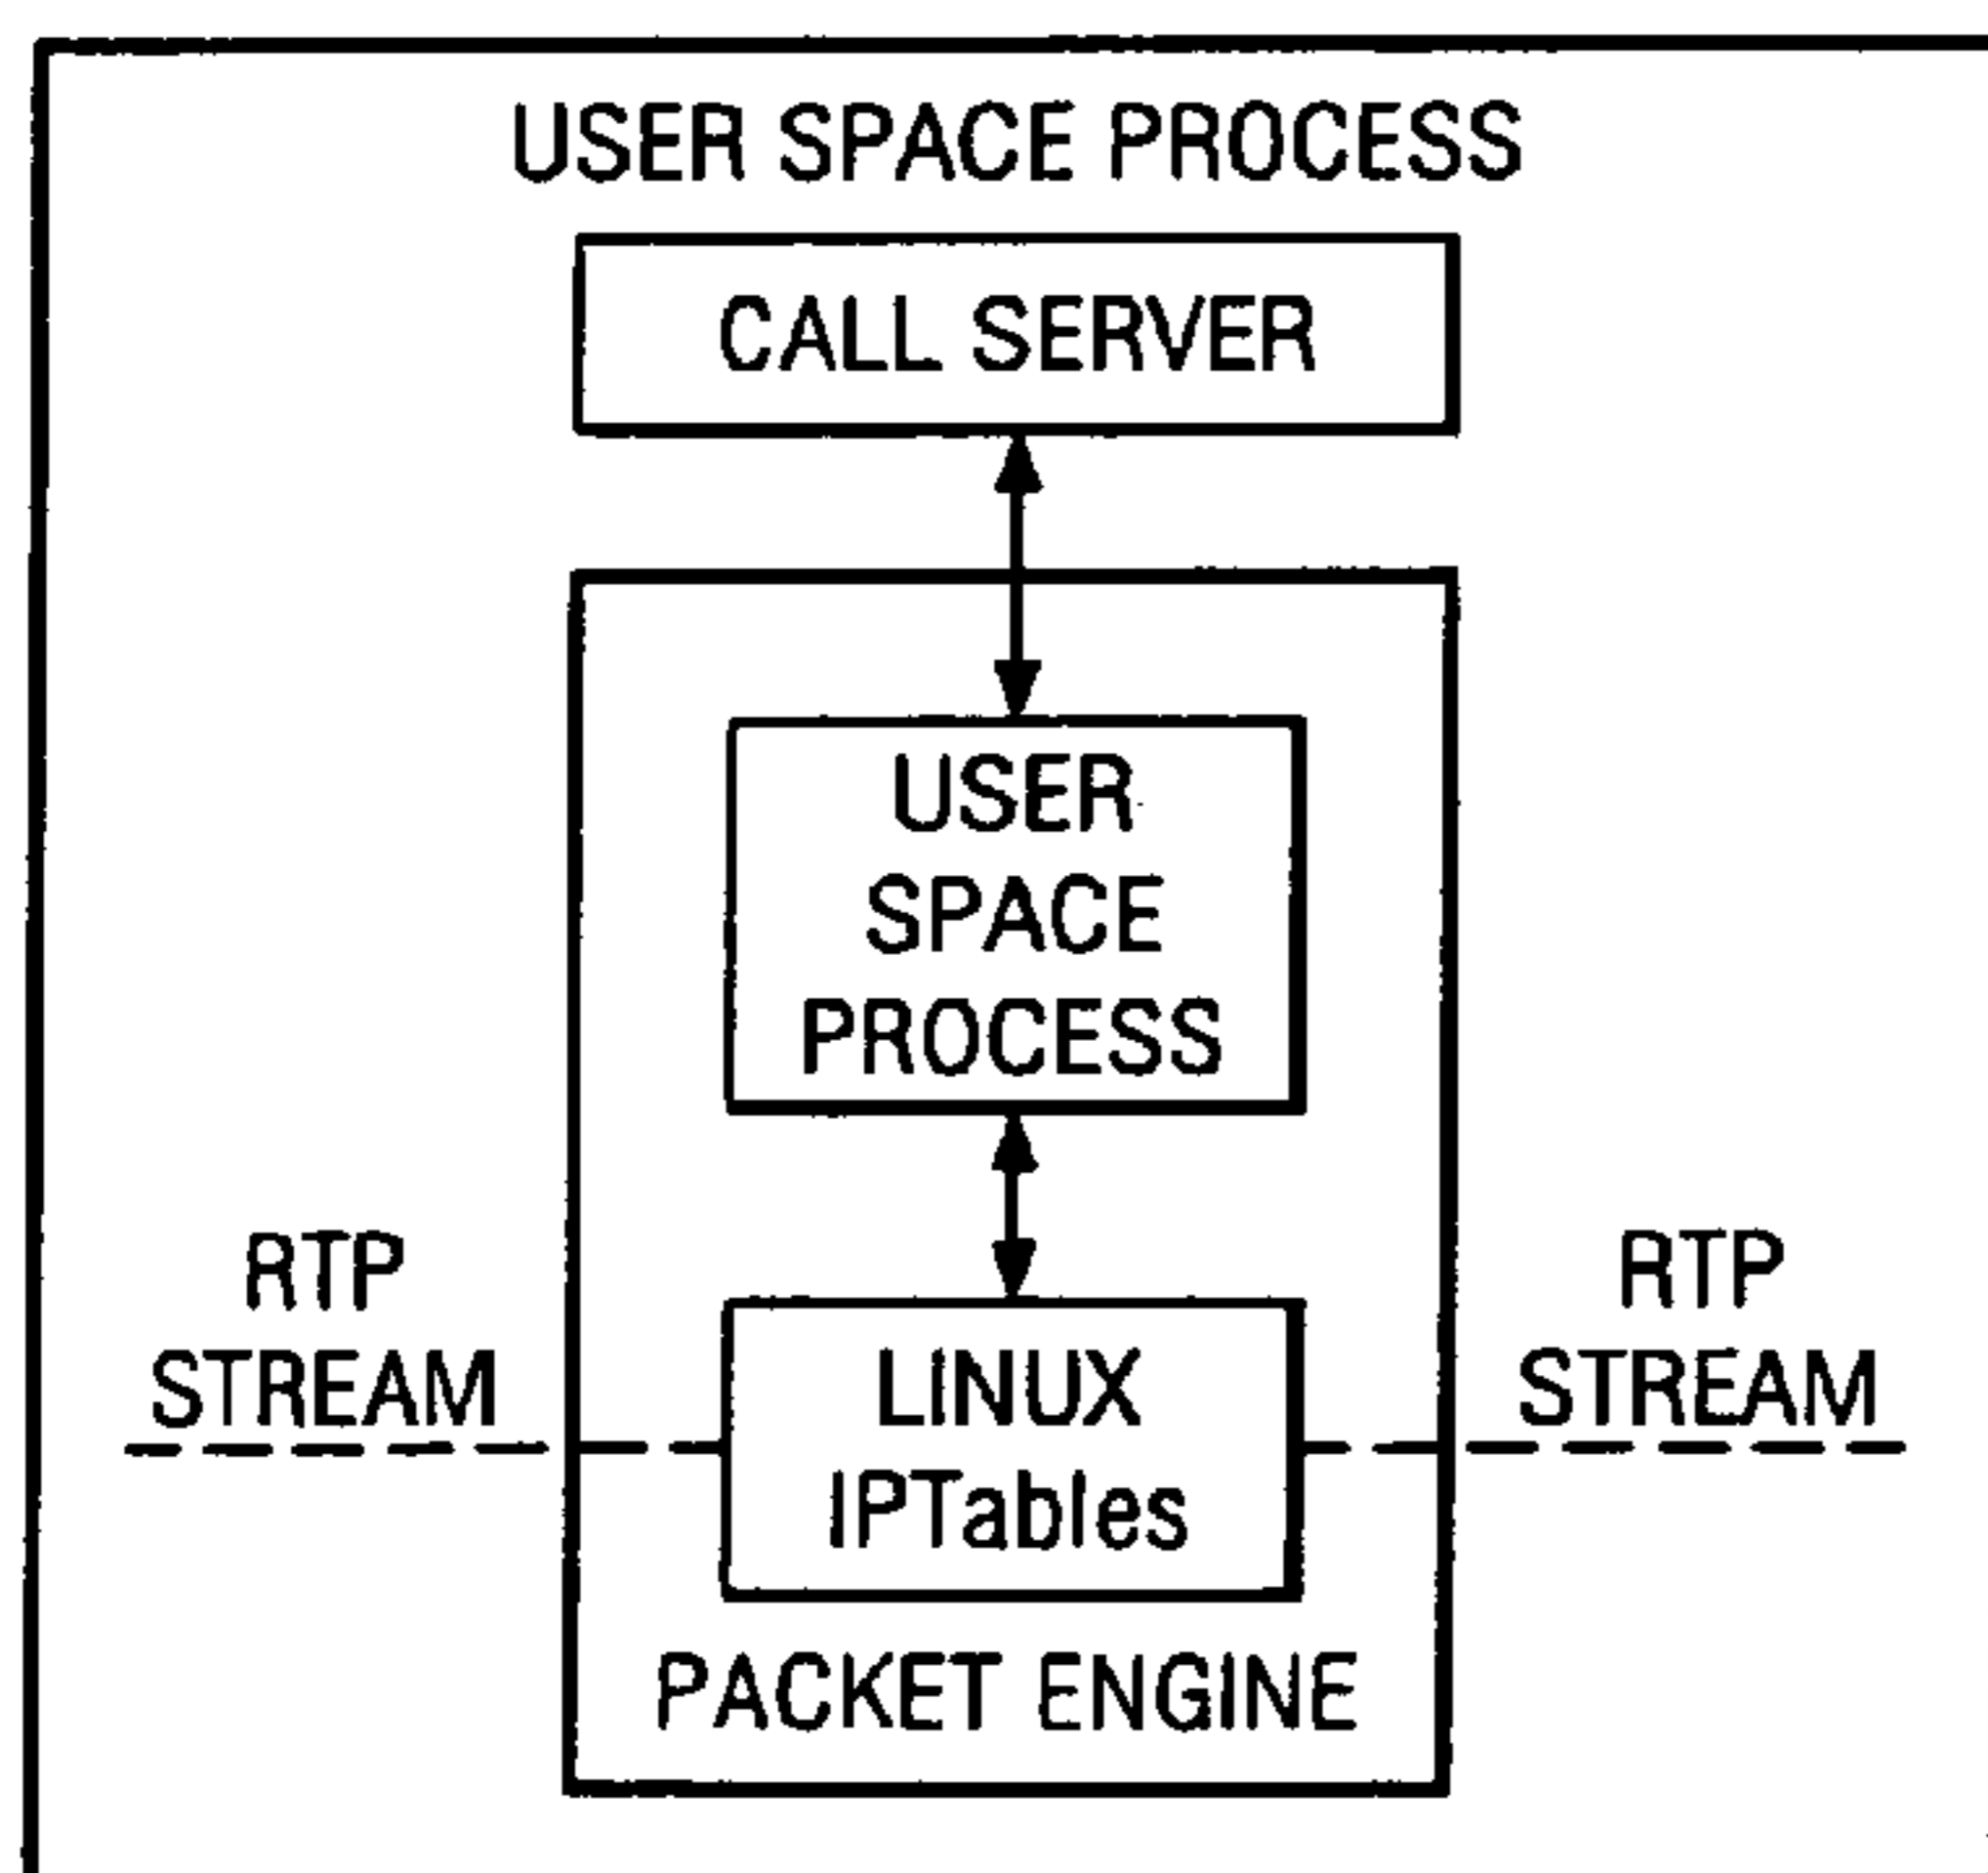 USER SPACE PROCESS
CALL SERVER
USER
SPACE
PROCESS
RTP
STREAM
RTP
STREAM
LINUX
IPTables
PACKET ENGINE